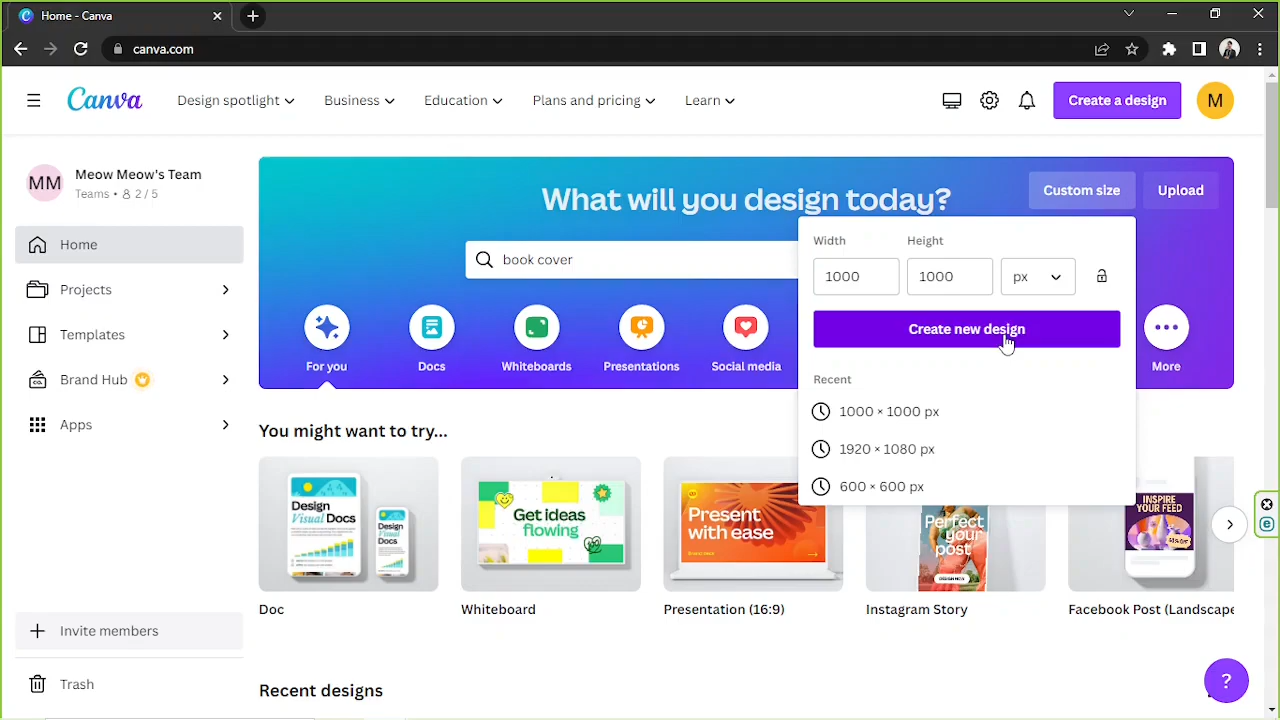 Home - Canva
canva.com
Canva
Design spotlight
Business
Education
Plans and pricing
Learn
Create a design
M
MM
Meow Meow's Team
Teams • 2 / 5
Home
Projects
Templates
Brand Hub
CO.
Apps
Invite members
Trash
What will you design today?
Custom size
Upload
book cover
For you
Docs
Whiteboards
Presentations
Social media
More
Width
Height
1000
1000
px
Create new design
Recent
1000 × 1000 px
1920 × 1080 px
600 × 600 px
You might want to try...
Design
Visual Docs
Design
Visual Docs
Doc
Get ideas
flowing
Whiteboard
Present
with ease
Presentation (16:9)
Perfect
your
post
DESIGN NOW
Instagram Story
INSPIRE
YOUR FEED
Facebook Post (Landscape
Recent designs
?